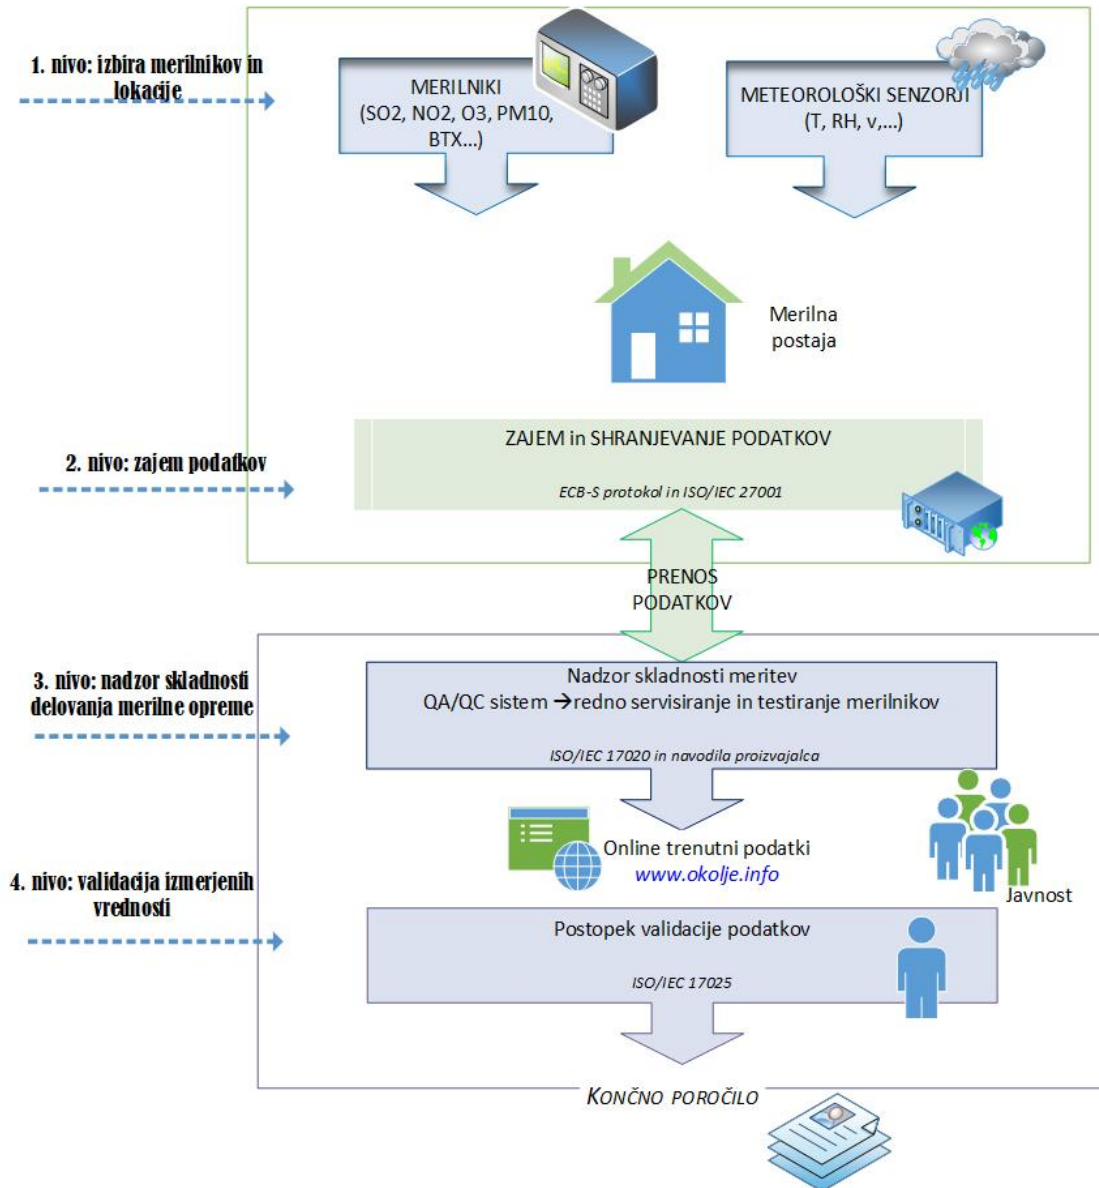 1. nivo: izbira merilnikov in
lokacije
MERILNIKI
(SO2, NO2, O3, PM10,
BTX...)
METEOROLOŠKI SENZORJI
(T, RH, v,...)
Merilna
postaja
2. nivo: zajem podatkov
ZAJEM in SHRANJEVANJE PODATKOV
ECB-S protokol in ISO/IEC 27001
PRENOS
PODATKOV
3. nivo: nadzor skladnosti
delovanja merilne opreme
Nadzor skladnosti meritev
QA/QC sistem →redno servisiranje in testiranje merilnikov
ISO/IEC 17020 in navodila proizvajalca
Online trenutni podatki
www.okolje.info
Javnost
4. nivo: validacija izmerjenih
vrednosti
Postopek validacije podatkov
ISO/IEC 17025
KONČNO POROČILO